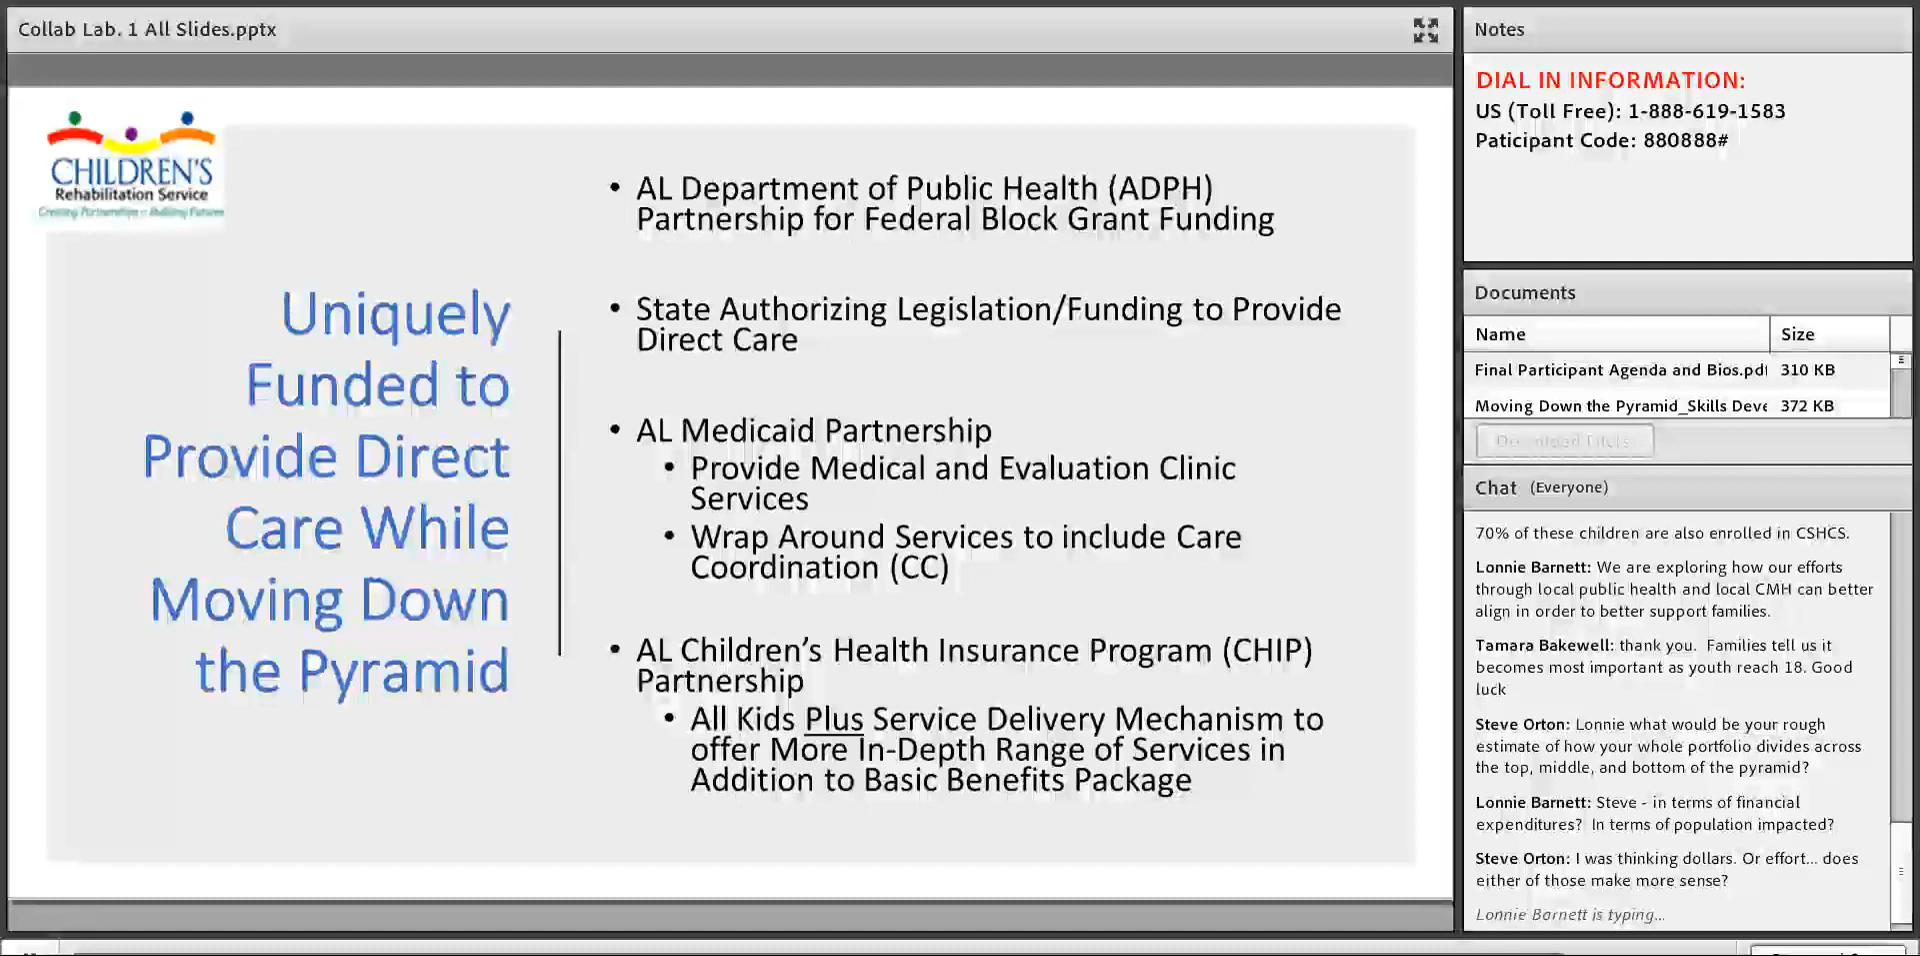 Collab Lab. 1 All Slides.pptx
CHILDREN'S
Rehabilitation Service
Creating Partnerships - Building Futures
Uniquely
Funded to
Provide Direct
Care While
Moving Down
the Pyramid
• AL Department of Public Health (ADPH)
Partnership for Federal Block Grant Funding
• State Authorizing Legislation/Funding to Provide
Direct Care
• AL Medicaid Partnership
• Provide Medical and Evaluation Clinic
Services
• Wrap Around Services to include Care
Coordination (CC)
• AL Children's Health Insurance Program (CHIP)
Partnership
• All Kids Plus Service Delivery Mechanism to
offer More In-Depth Range of Services in
Addition to Basic Benefits Package
Notes
DIAL IN INFORMATION:
US (Toll Free): 1-888-619-1583
Paticipant Code: 880888#
Documents
Name Size
Final Participant Agenda and Bios.pdf 310 KB
Moving Down the Pyramid_Skills Deve 372 KB
Download File(s)
Chat (Everyone)
70% of these children are also enrolled in CSHCS.
Lonnie Barnett: We are exploring how our efforts
through local public health and local CMH can better
align in order to better support families.
Tamara Bakewell: thank you. Families tell us it
becomes most important as youth reach 18. Good
luck
Steve Orton: Lonnie what would be your rough
estimate of how your whole portfolio divides across
the top, middle, and bottom of the pyramid?
Lonnie Barnett: Steve - in terms of financial
expenditures? In terms of population impacted?
Steve Orton: I was thinking dollars. Or effort... does
either of those make more sense?
Lonnie Barnett is typing...